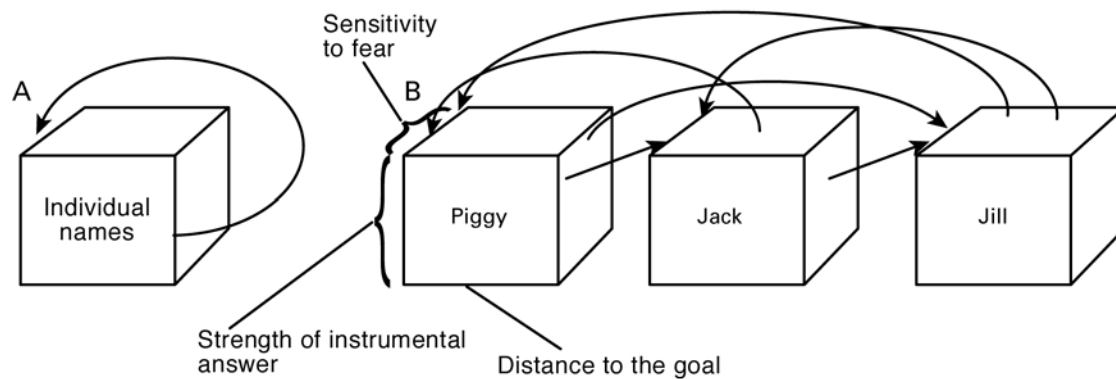 Sensitivity
to fear
A
B
Individual
names
Piggy
Jack
Jill
Strength of instrumental
answer
Distance to the goal